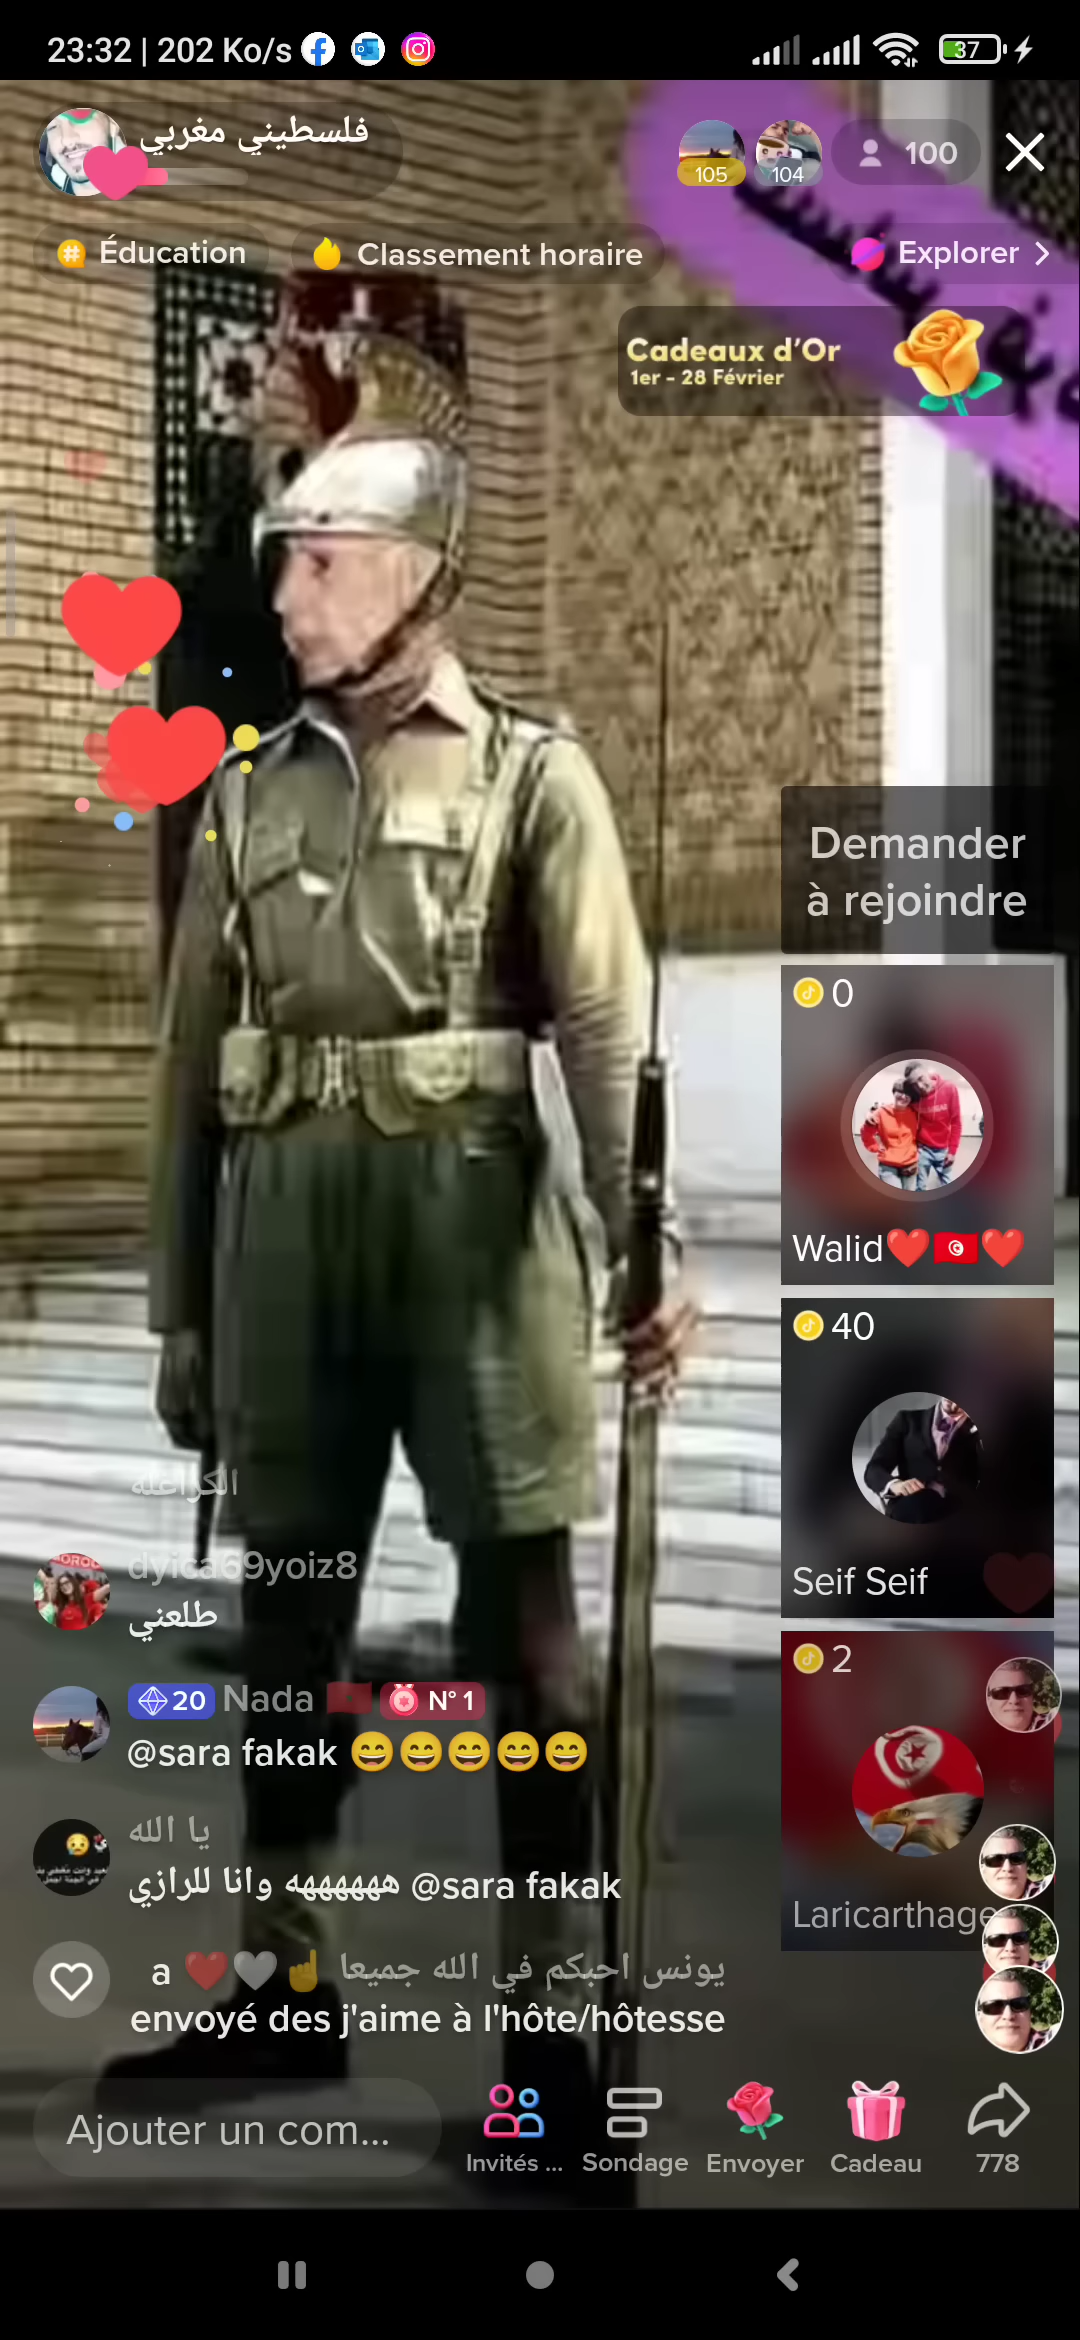 23:32 | 202 Ko/s
37
فلسطيني مغربي
105
104
100
Éducation
Classement horaire
Explorer
Cadeaux d'Or
1er - 28 Février
Demander
à rejoindre
0
Walid❤️🇹🇳❤️
40
Seif Seif
2
Laricarthage
الكراغله
dyica69yoiz8
طلعني
20 Nada 🇲🇦 N° 1
@sara fakak 😄😄😄😄😄
يا الله
ههههههه وانا للرازي @sara fakak
a ❤️🤍☝️ يونس احبكم في الله جميعا
envoyé des j'aime à l'hôte/hôtesse
Ajouter un com...
Invités ...
Sondage
Envoyer
Cadeau
778